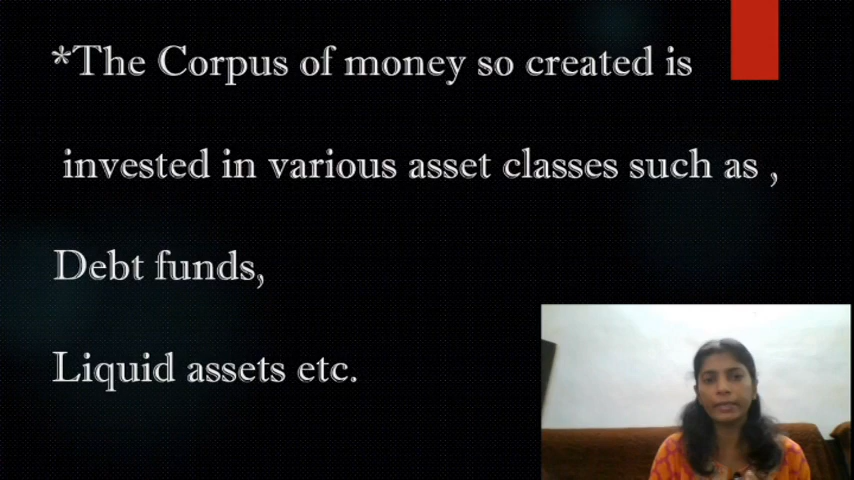 *The Corpus of money so created is
invested in various asset classes such as ,
Debt funds,
Liquid assets etc.